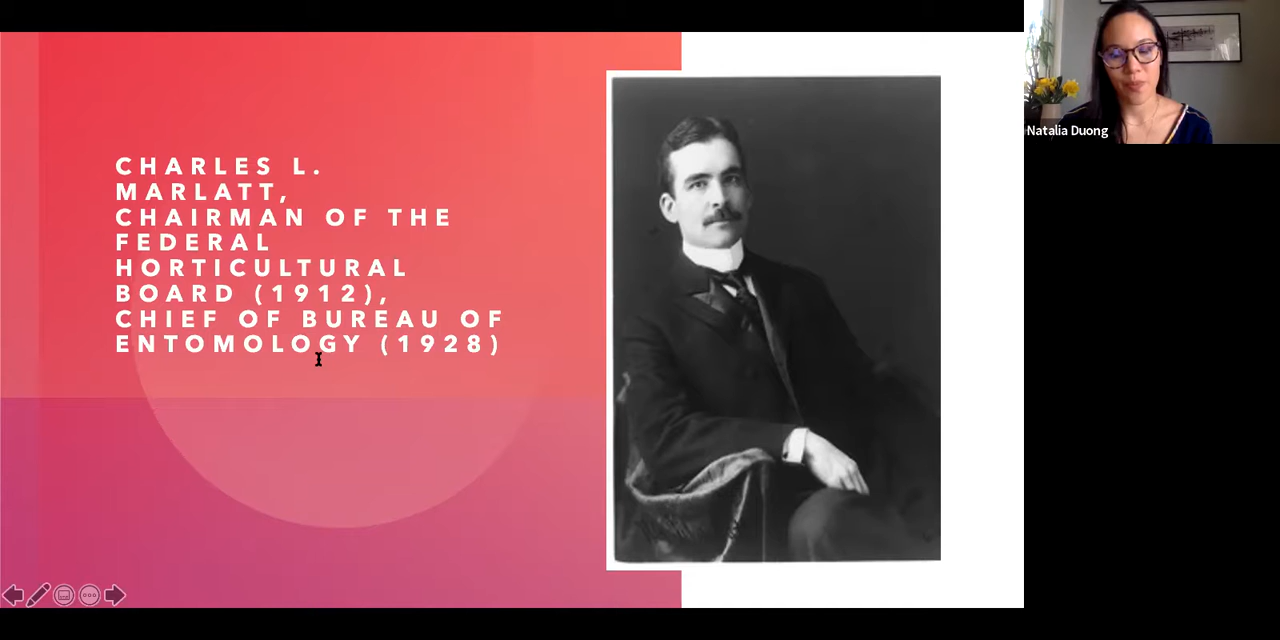 CHARLES L.
MARLATT,
CHAIRMAN OF THE
FEDERAL
HORTICULTURAL
BOARD (1912),
CHIEF OF BUREAU OF
ENTOMOLOGY (1928)
Natalia Duong